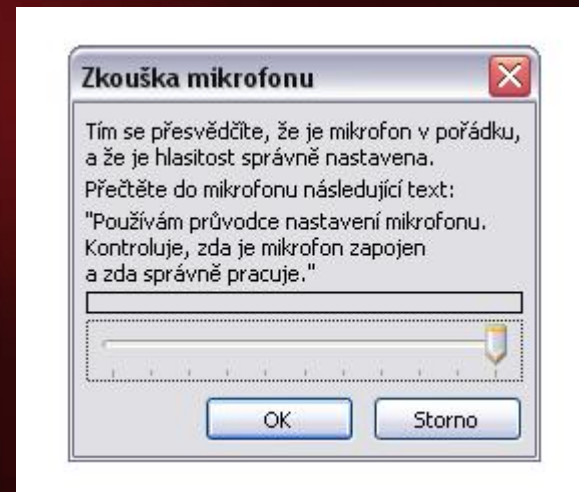 Zkouška mikrofonu
Tím se přesvědčíte, že je mikrofon v pořádku,
a že je hlasitost správně nastavena.
Přečtěte do mikrofonu následující text:
"Používám průvodce nastavení mikrofonu.
Kontroluje, zda je mikrofon zapojen
a zda správně pracuje."
OK
Storno